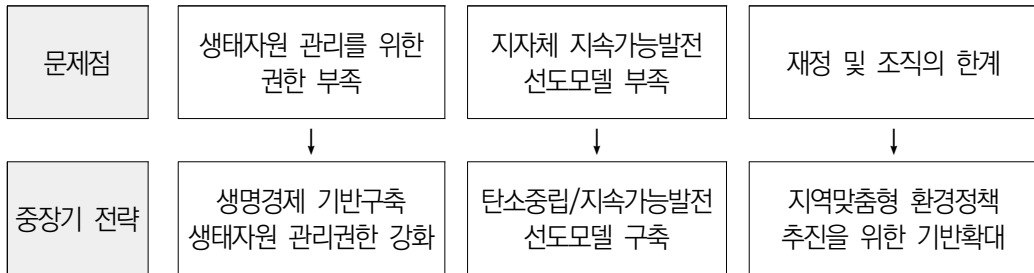 문제점
생태자원 관리를 위한
권한 부족
지자체 지속가능발전
선도모델 부족
재정 및 조직의 한계
중장기 전략
생명경제 기반구축
생태자원 관리권한 강화
탄소중립/지속가능발전
선도모델 구축
지역맞춤형 환경정책
추진을 위한 기반확대